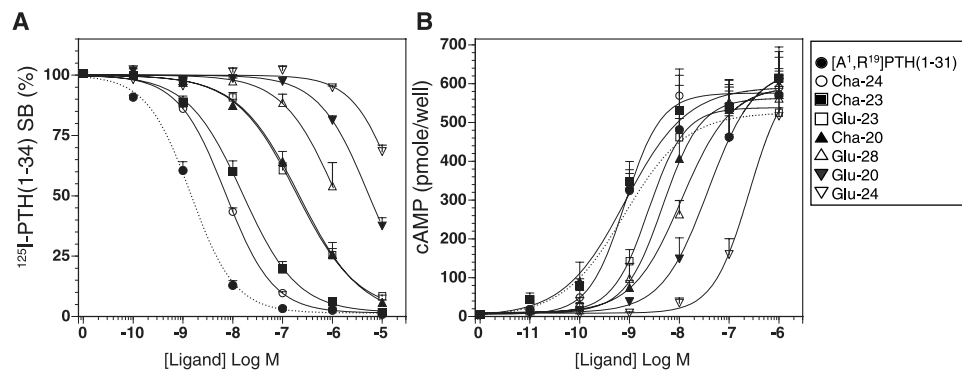 A
B
125I-PTH(1-34) SB (%)
100
75
50
25
0
0
-10
-9
-8
-7
-6
-5
[Ligand] Log M
cAMP (pmole/well)
700
600
500
400
300
200
100
0
0
-11
-10
-9
-8
-7
-6
[Ligand] Log M
[A1,R19]PTH(1-31)
Cha-24
Cha-23
Glu-23
Cha-20
Glu-28
Glu-20
Glu-24